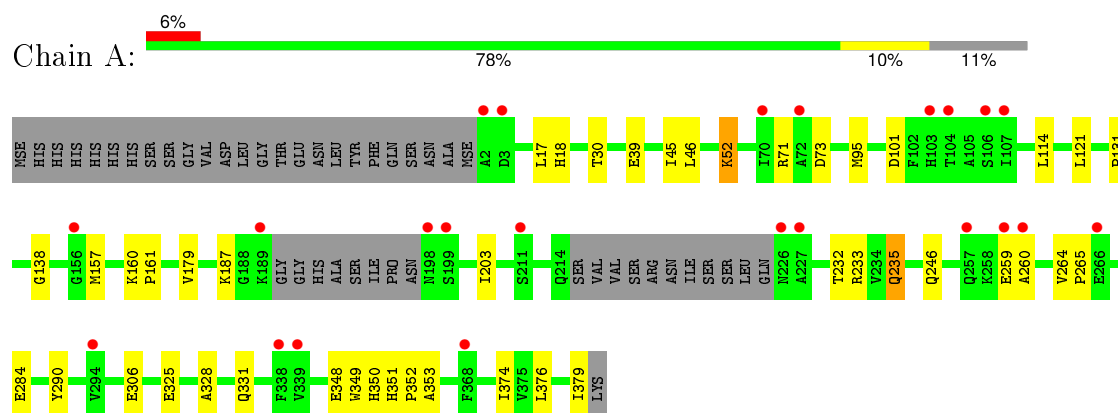 6%
Chain A:
78% 10% 11%
MSE HIS HIS HIS HIS HIS HIS SER SER GLY VAL ASP LEU GLY THR GLU ASN LEU TYR PHE GLN SER ASN ALA MSE A2 D3 L17 H18 T30 E39 I45 L46 K52 I70 R71 A72 D73 M95 D101 F102 H103 T104 A105 S106 I107 L114 L121
G138 G156 M157 K160 P161 V179 K187 G188 K189 GLY GLY HIS ALA SER ILE PRO ASN N198 S199 I203 S211 Q214 SER VAL VAL SER ARG ASN ILE SER SER LEU GLN N226 A227 T232 R233 V234 Q235 Q246 Q257 K258 E259 A260 V264 P265 E266
E284 Y290 V294 E306 E325 A328 Q331 F338 V339 E348 W349 H350 H351 P352 A353 F368 I374 V375 L376 I379 LYS